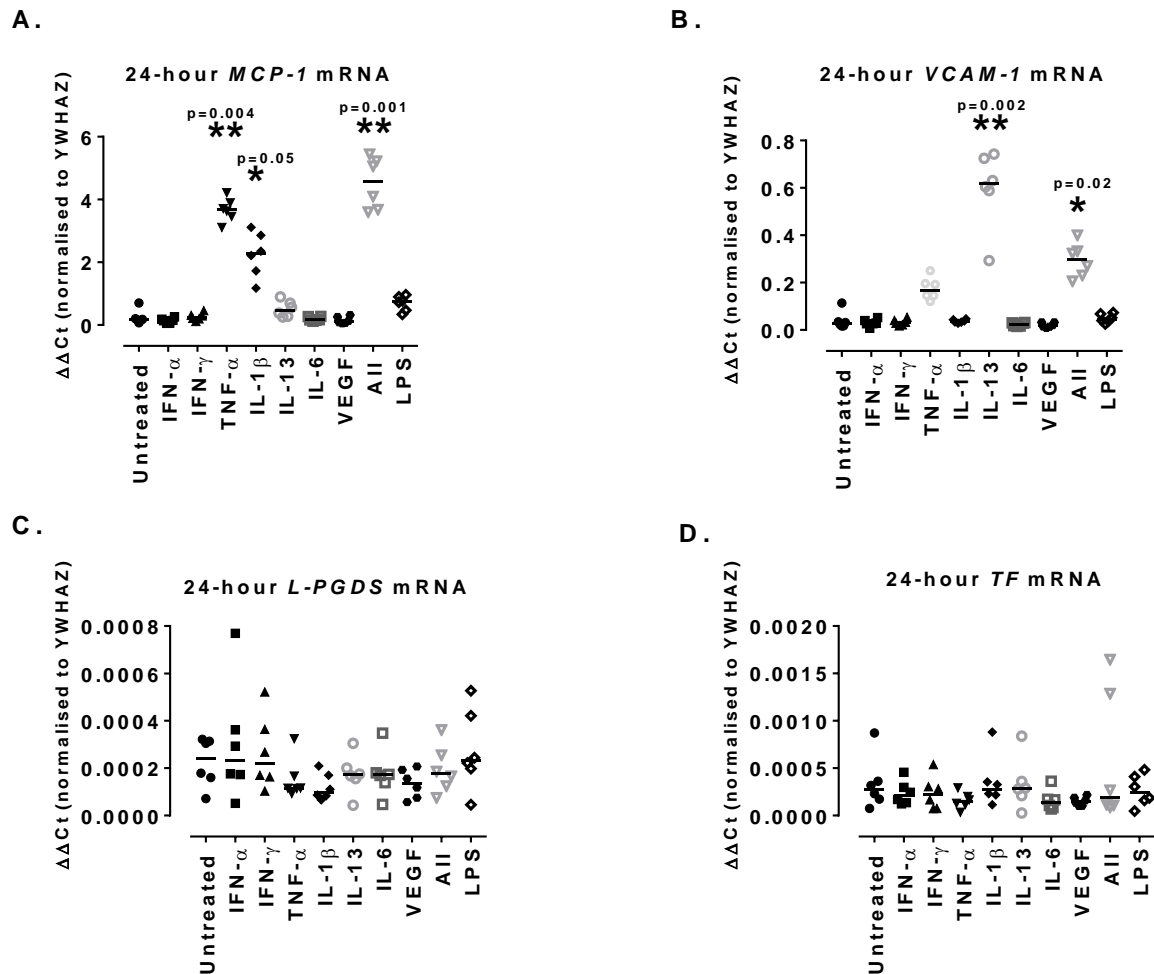 A.
24-hour MCP-1 mRNA
ΔΔCt (normalised to YWHAZ)
6
4
2
0
p=0.004
**
p=0.05
*
p=0.001
**
Untreated
IFN-α
IFN-γ
TNF-α
IL-1β
IL-13
IL-6
VEGF
AII
LPS
B.
24-hour VCAM-1 mRNA
ΔΔCt (normalised to YWHAZ)
0.8
0.6
0.4
0.2
0.0
p=0.002
**
p=0.02
*
Untreated
IFN-α
IFN-γ
TNF-α
IL-1β
IL-13
IL-6
VEGF
AII
LPS
C.
24-hour L-PGDS mRNA
ΔΔCt (normalised to YWHAZ)
0.0008
0.0006
0.0004
0.0002
0.0000
Untreated
IFN-α
IFN-γ
TNF-α
IL-1β
IL-13
IL-6
VEGF
AII
LPS
D.
24-hour TF mRNA
ΔΔCt (normalised to YWHAZ)
0.0020
0.0015
0.0010
0.0005
0.0000
Untreated
IFN-α
IFN-γ
TNF-α
IL-1β
IL-13
IL-6
VEGF
AII
LPS